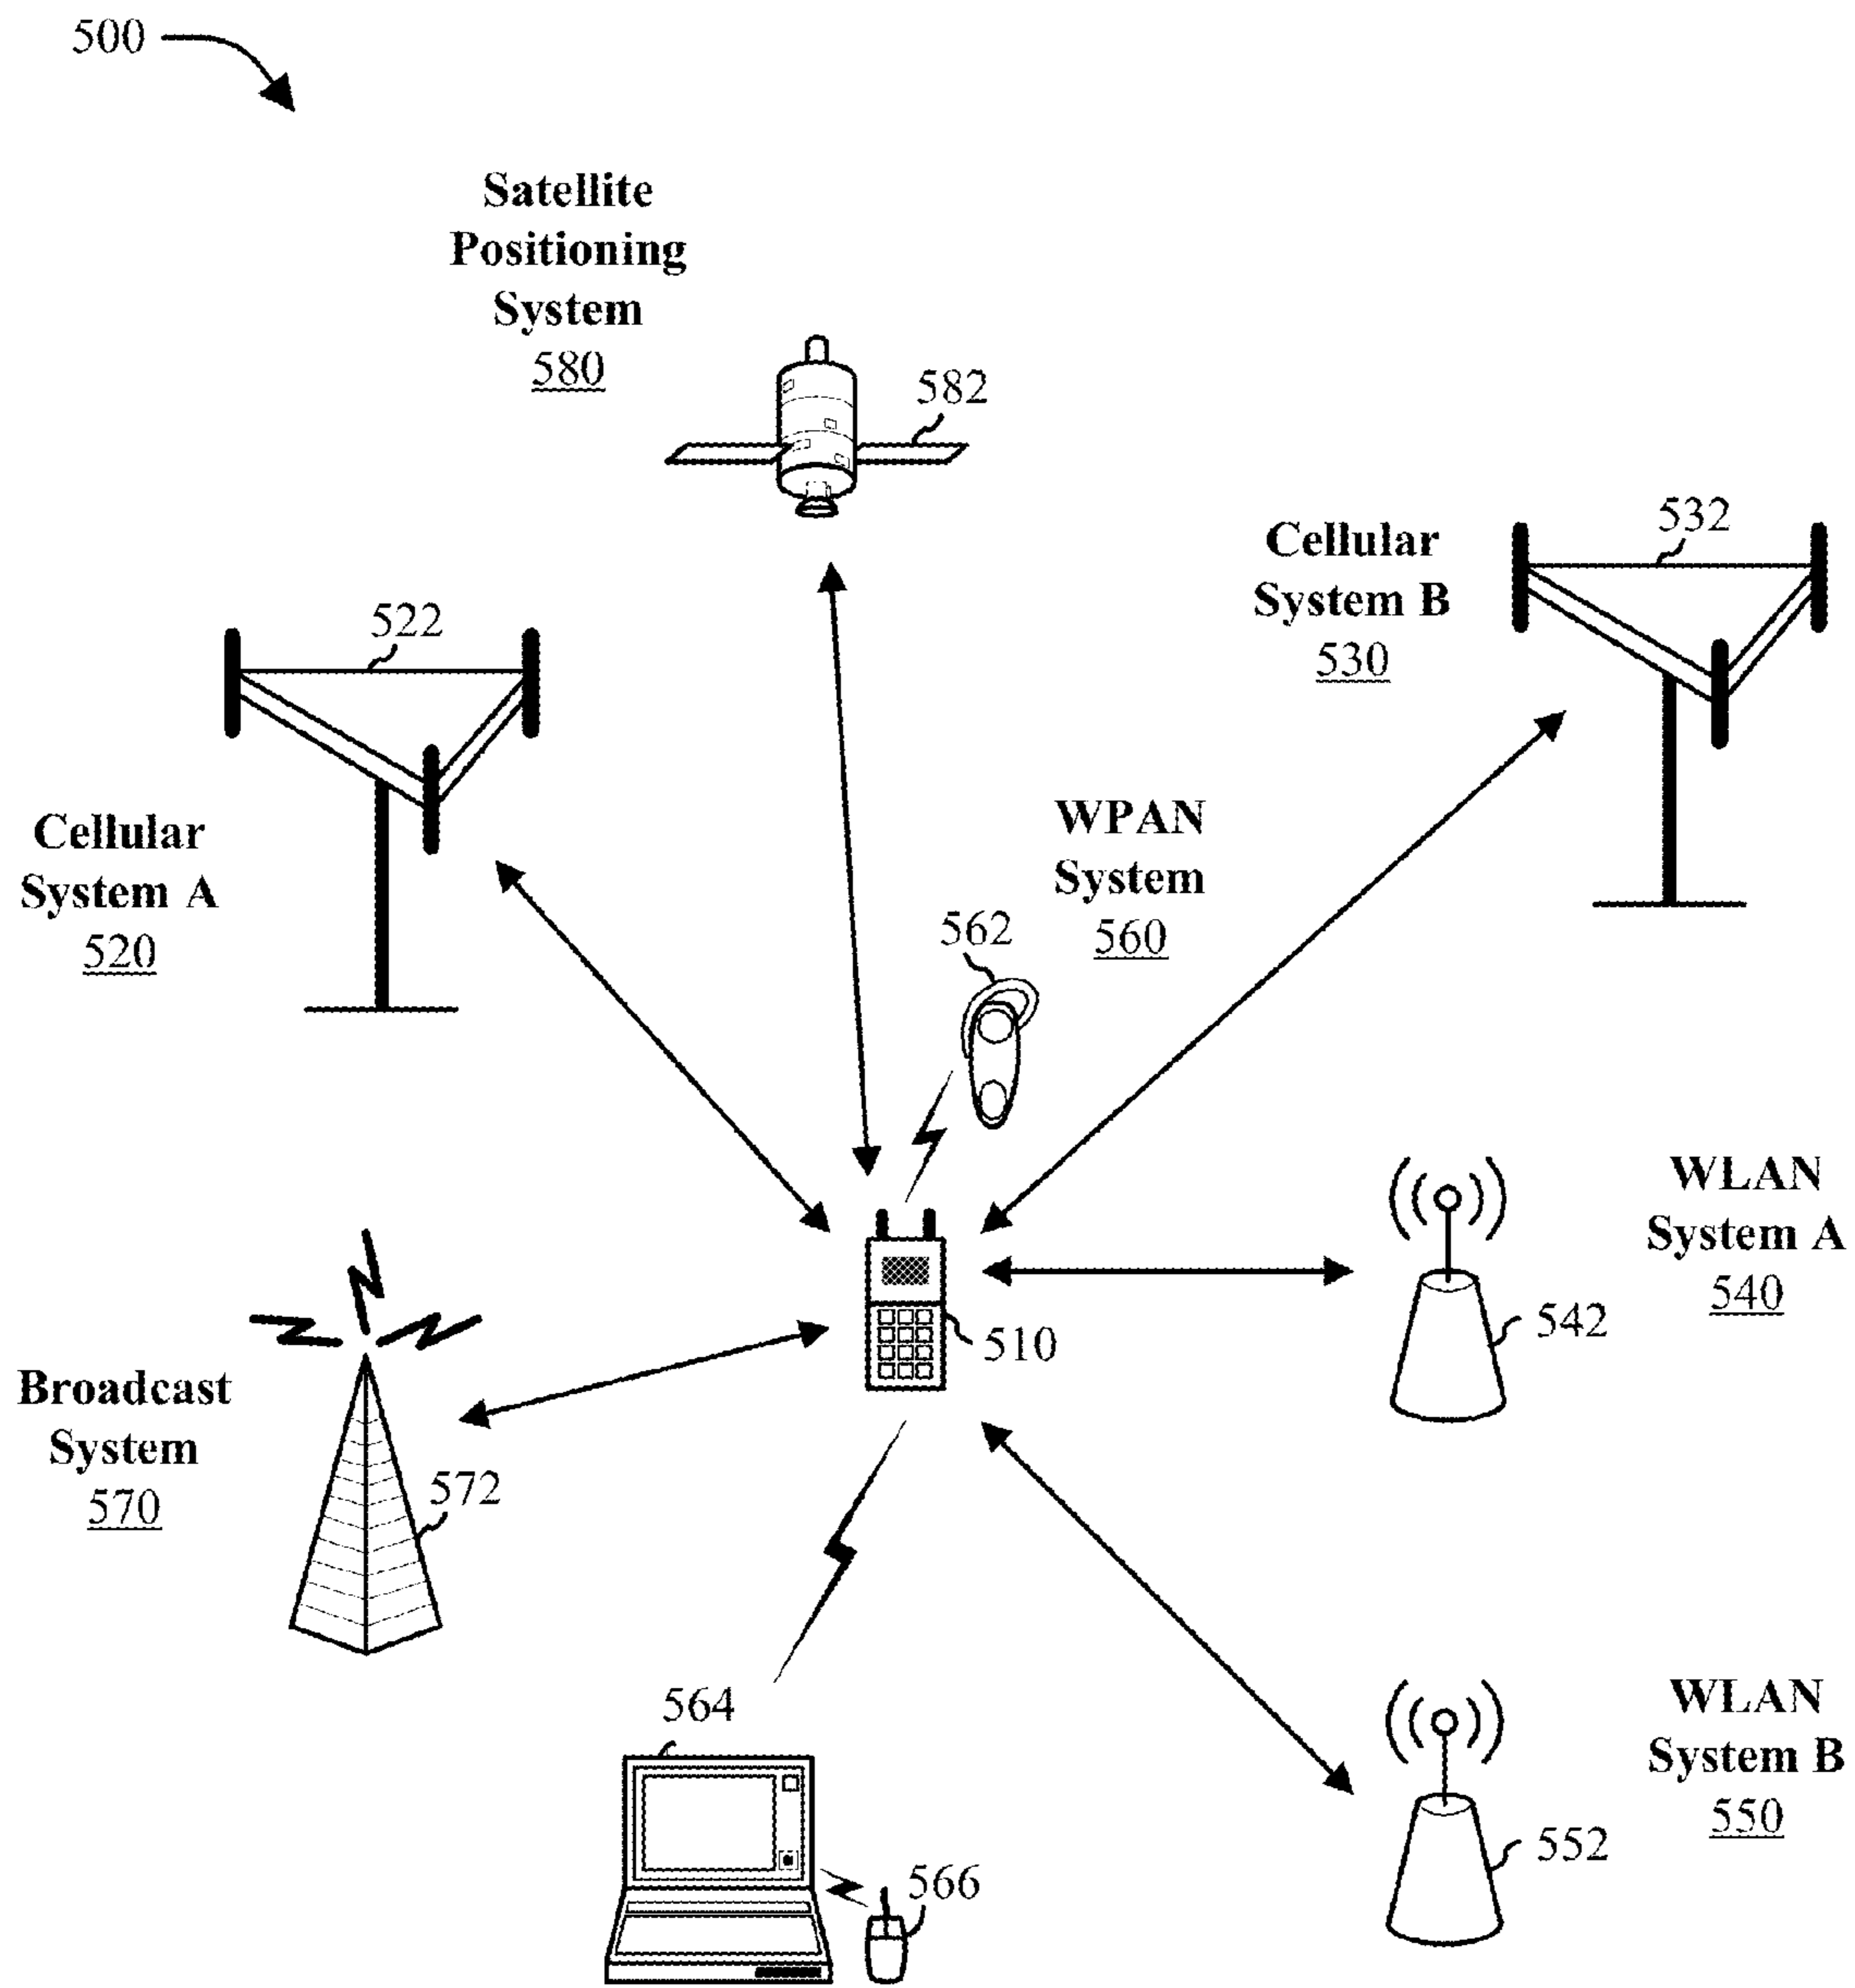 500
Satellite
Positioning
System
580
582
Cellular
System B
530
532
522
Cellular
System A
520
WPAN
System
560
562
WLAN
System A
540
542
510
Broadcast
System
570
572
564
566
WLAN
System B
550
552